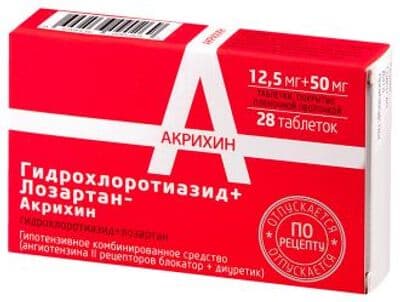 12,5 мг+50 мг
таблетки, покрытые
пленочной оболочкой
28 таблеток
АКРИХИН
Гидрохлоротиазид+
Лозартан-
Акрихин
гидрохлоротиазид+лозартан
Гипотензивное комбинированное средство
(ангиотензина II рецепторов блокатор + диуретик)
ОТПУСКАЕТСЯ
ПО
РЕЦЕПТУ
ОТПУСКАЕТСЯ